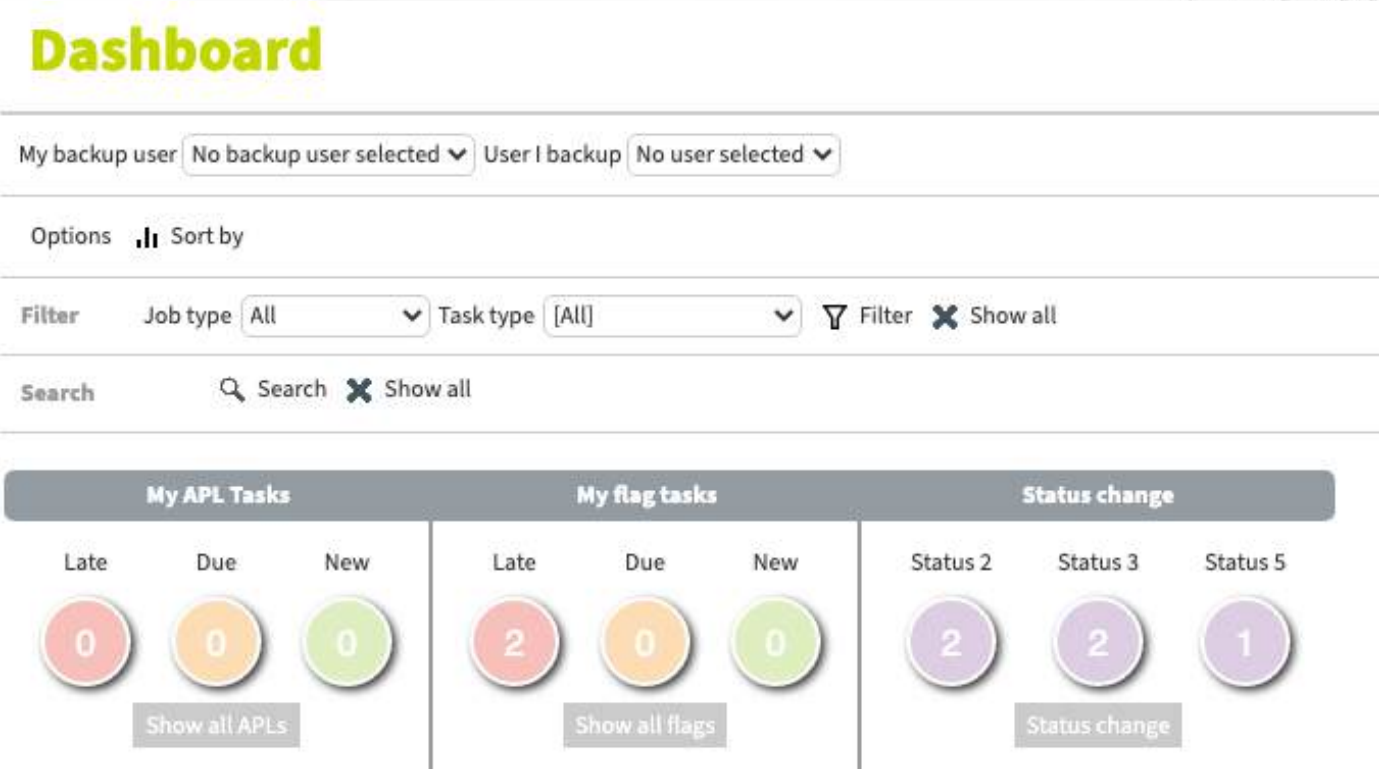 Dashboard
My backup user No backup user selected User I backup No user selected
Options Sort by
Filter Job type All Task type [All] Filter Show all
Search Search Show all
My APL Tasks My flag tasks Status change
Late Due New Late Due New Status 2 Status 3 Status 5
0 0 0 2 0 0 2 2 1
Show all APLs Show all flags Status change